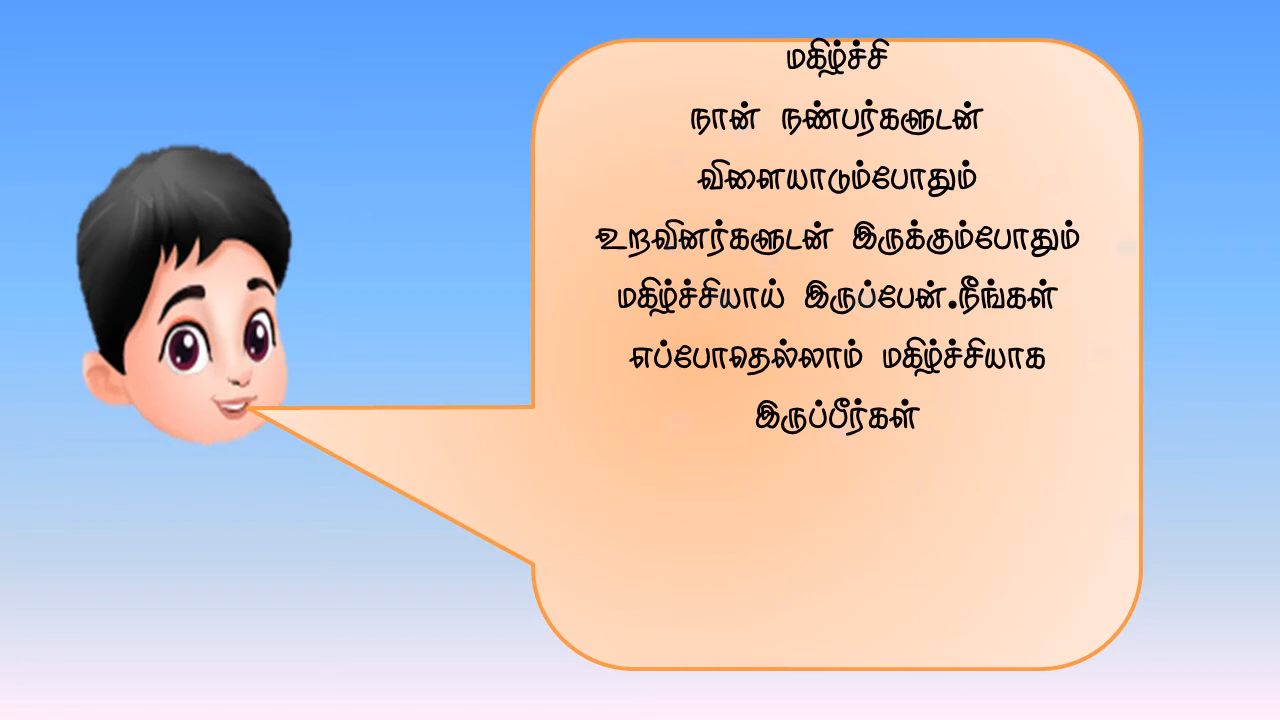 மகிழ்ச்சி
நான் நண்பர்களுடன்
விளையாடும்போதும்
உறவினர்களுடன் இருக்கும்போதும்
மகிழ்ச்சியாய் இருப்பேன்.நீங்கள்
எப்போதெல்லாம் மகிழ்ச்சியாக
இருப்பீர்கள்